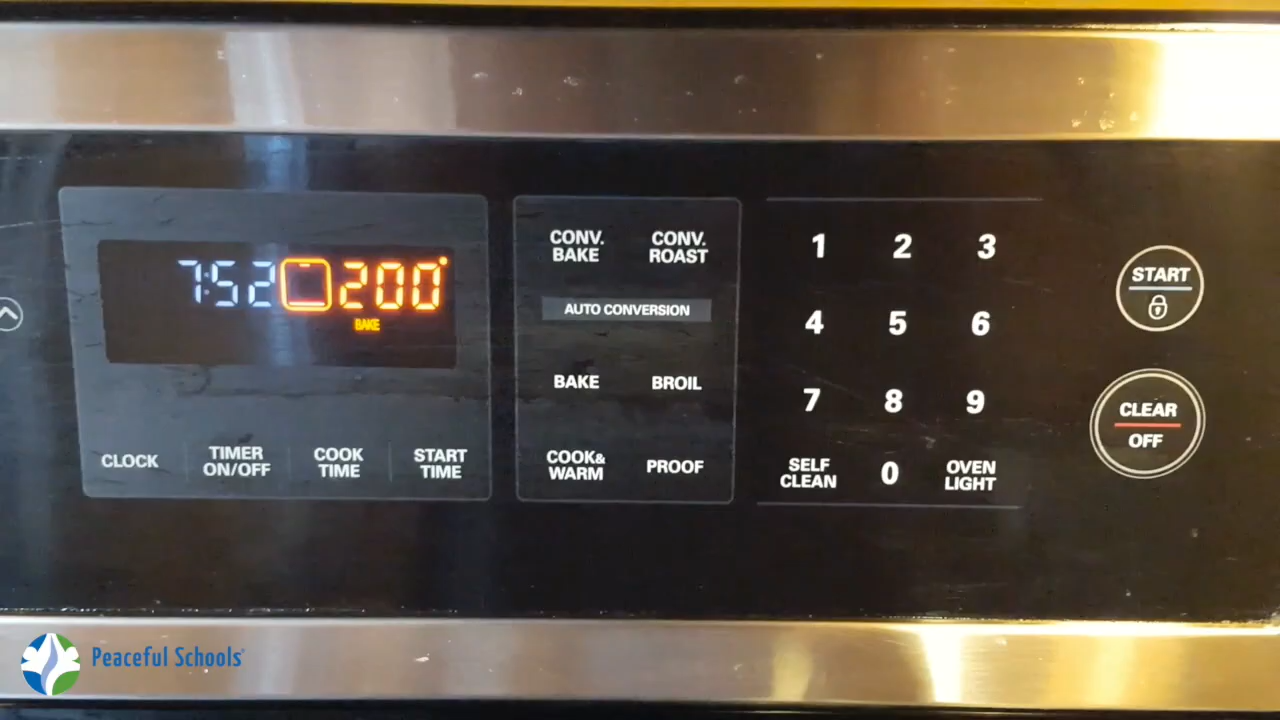 7:52 200°
BAKE
CLOCK
TIMER
ON/OFF
COOK
TIME
START
TIME
CONV.
BAKE
CONV.
ROAST
AUTO CONVERSION
BAKE
BROIL
COOK&
WARM
PROOF
1 2 3
4 5 6
7 8 9
SELF
CLEAN
0
OVEN
LIGHT
START
CLEAR
OFF
Peaceful Schools